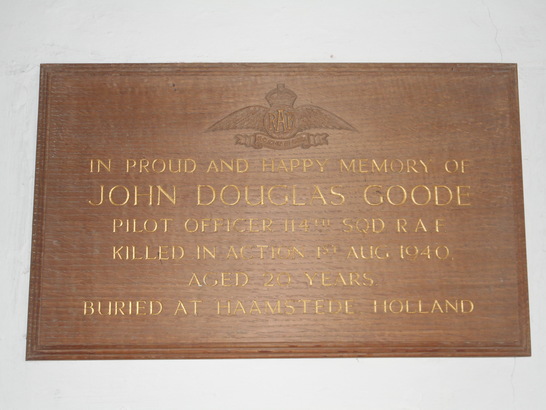 RAF
IN PROUD AND HAPPY MEMORY OF
JOHN DOUGLAS GOODE
PILOT OFFICER 114TH SQD R A F
KILLED IN ACTION 1ST AUG 1940,
AGED 20 YEARS
BURIED AT HAAMSTEDE HOLLAND